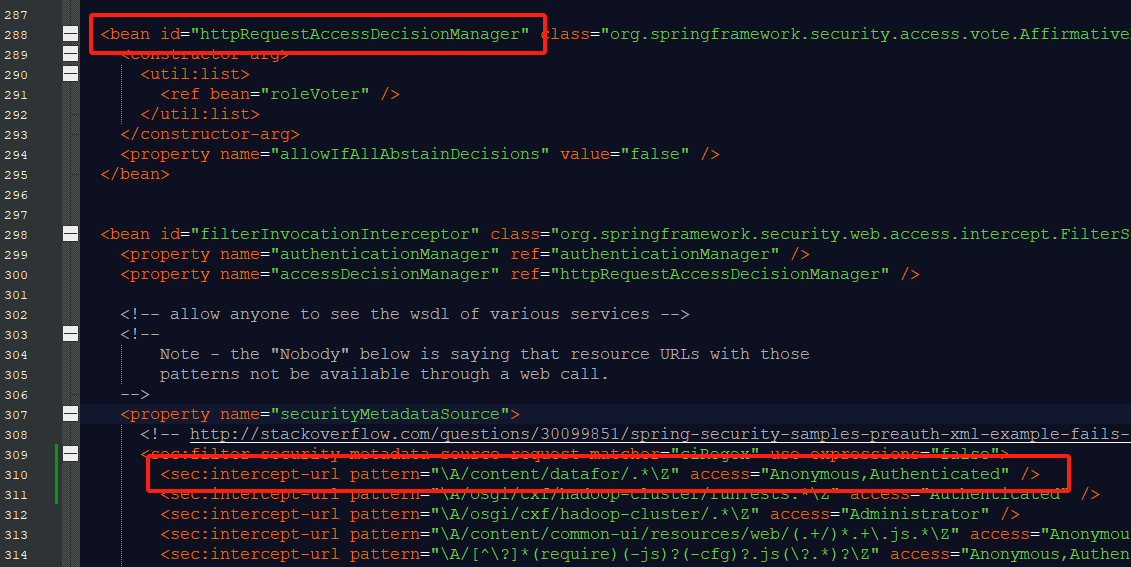 287
288 <bean id="httpRequestAccessDecisionManager" class="org.springframework.security.access.vote.Affirmative
289 <constructor-arg>
290 <util:list>
291 <ref bean="roleVoter" />
292 </util:list>
293 </constructor-arg>
294 <property name="allowIfAllAbstainDecisions" value="false" />
295 </bean>
296
297
298 <bean id="filterInvocationInterceptor" class="org.springframework.security.web.access.intercept.FilterS
299 <property name="authenticationManager" ref="authenticationManager" />
300 <property name="accessDecisionManager" ref="httpRequestAccessDecisionManager" />
301
302 <!-- allow anyone to see the wsdl of various services -->
303 <!--
304 Note - the "Nobody" below is saying that resource URLs with those
305 patterns not be available through a web call.
306 -->
307 <property name="securityMetadataSource">
308 <!-- http://stackoverflow.com/questions/30099851/spring-security-samples-preauth-xml-example-fails-
309 <sec:filter-security-metadata-source request-matcher="ciRegex" use-expressions="false">
310 <sec:intercept-url pattern="\A/content/datafor/.*\Z" access="Anonymous,Authenticated" />
311 <sec:intercept-url pattern="\A/osgi/cxf/hadoop-cluster/runTests.*\Z" access="Authenticated" />
312 <sec:intercept-url pattern="\A/osgi/cxf/hadoop-cluster/.*\Z" access="Administrator" />
313 <sec:intercept-url pattern="\A/content/common-ui/resources/web/(.+/)*.+\.js.*\Z" access="Anonymous
314 <sec:intercept-url pattern="\A/[^\?]*(require)(-js)?(-cfg)?.js(\?.*)?\Z" access="Anonymous,Authen